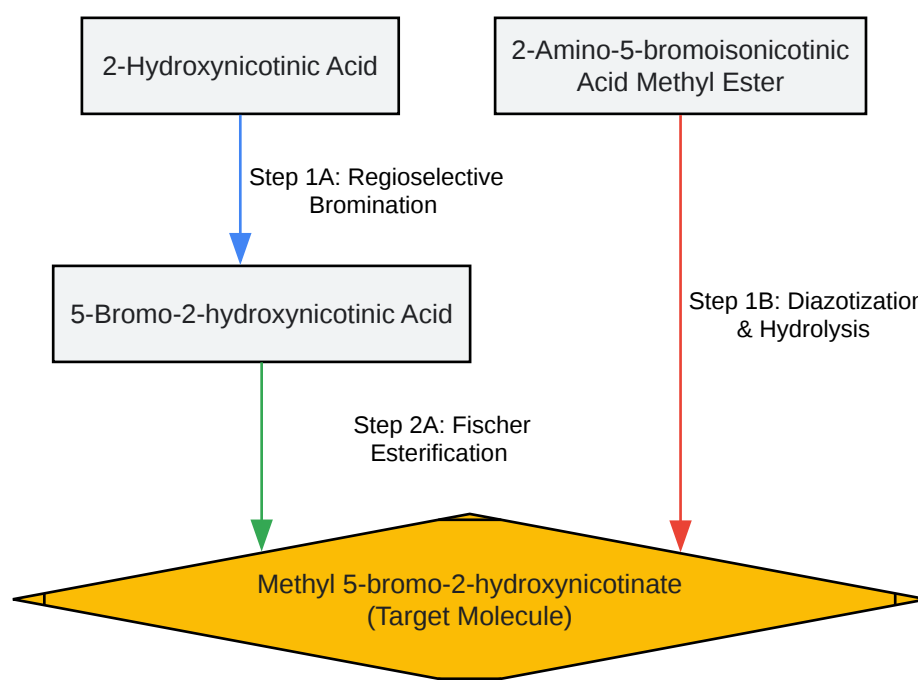 2-Hydroxynicotinic Acid
2-Amino-5-bromoisonicotinic
Acid Methyl Ester
Step 1A: Regioselective
Bromination
5-Bromo-2-hydroxynicotinic Acid
Step 1B: Diazotization
& Hydrolysis
Step 2A: Fischer
Esterification
Methyl 5-bromo-2-hydroxynicotinate
(Target Molecule)